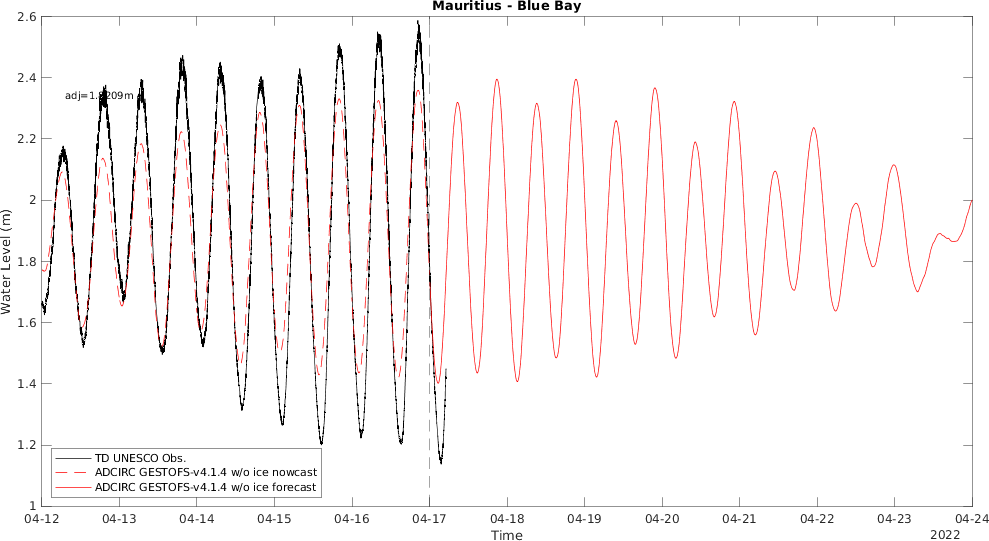 Mauritius - Blue Bay
2.6
2.4
2.2
2
1.8
1.6
1.4
1.2
1
Water Level (m)
TD UNESCO Obs.
ADCIRC GESTOFS-v4.1.4 w/o ice nowcast
ADCIRC GESTOFS-v4.1.4 w/o ice forecast
04-12 04-13 04-14 04-15 04-16 04-17 04-18 04-19 04-20 04-21 04-22 04-23 04-24
Time
2022